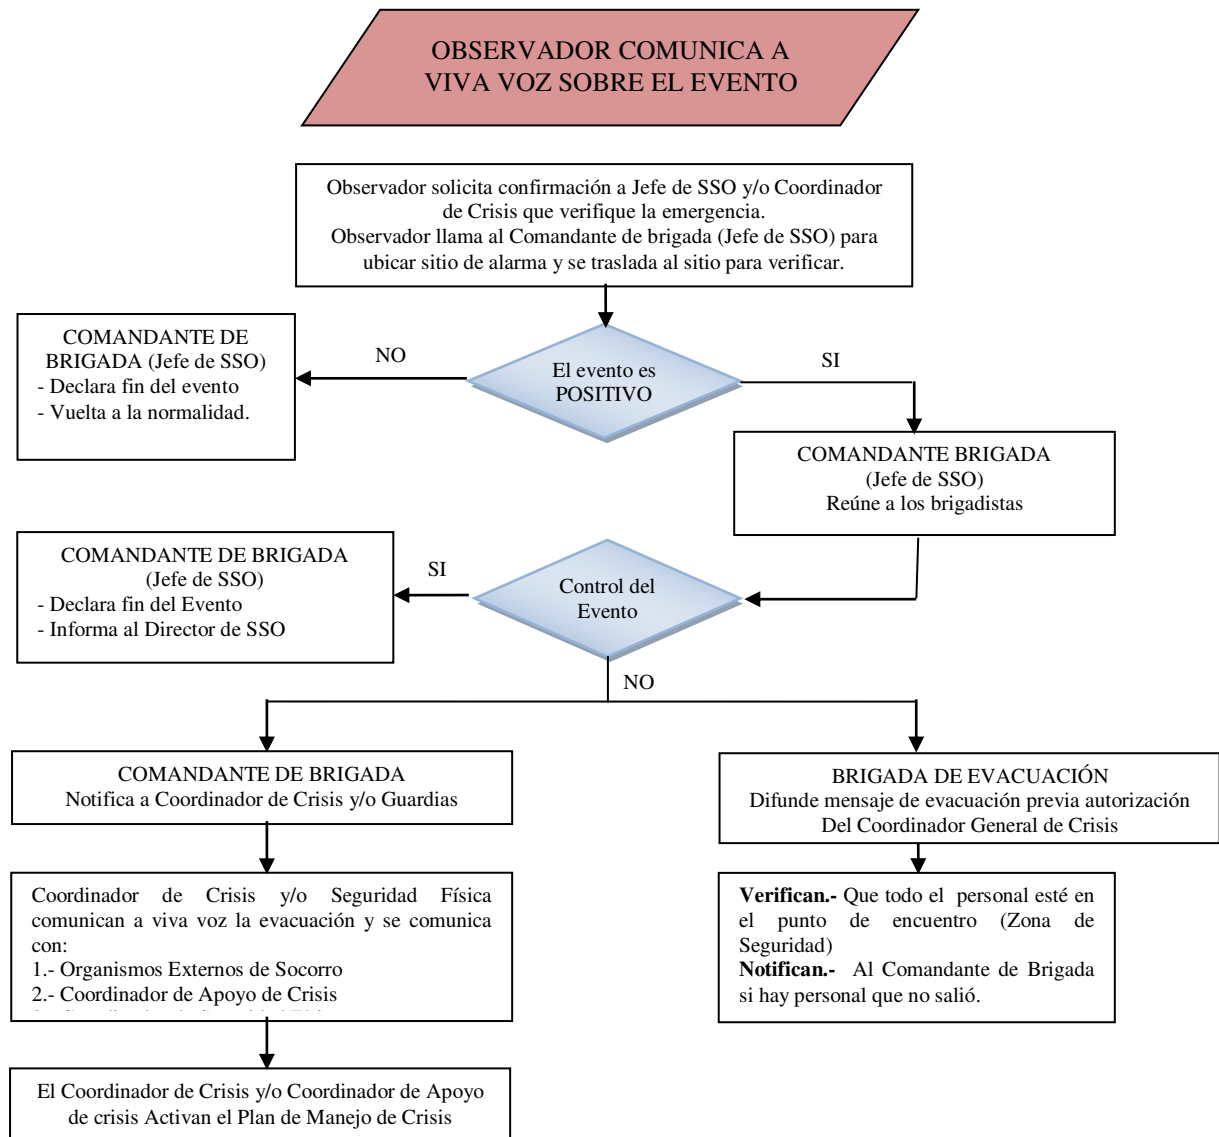 OBSERVADOR COMUNICA A
VIVA VOZ SOBRE EL EVENTO
Observador solicita confirmación a Jefe de SSO y/o Coordinador
de Crisis que verifique la emergencia.
Observador llama al Comandante de brigada (Jefe de SSO) para
ubicar sitio de alarma y se traslada al sitio para verificar.
COMANDANTE DE
BRIGADA (Jefe de SSO)
- Declara fin del evento
- Vuelta a la normalidad.
NO
El evento es
POSITIVO
SI
COMANDANTE BRIGADA
(Jefe de SSO)
Reúne a los brigadistas
COMANDANTE DE BRIGADA
(Jefe de SSO)
- Declara fin del Evento
- Informa al Director de SSO
SI
Control del
Evento
NO
COMANDANTE DE BRIGADA
Notifica a Coordinador de Crisis y/o Guardias
BRIGADA DE EVACUACIÓN
Difunde mensaje de evacuación previa autorización
Del Coordinador General de Crisis
Coordinador de Crisis y/o Seguridad Física
comunican a viva voz la evacuación y se comunica
con:
1.- Organismos Externos de Socorro
2.- Coordinador de Apoyo de Crisis
Verifican.- Que todo el personal esté en
el punto de encuentro (Zona de
Seguridad)
Notifican.- Al Comandante de Brigada
si hay personal que no salió.
El Coordinador de Crisis y/o Coordinador de Apoyo
de crisis Activan el Plan de Manejo de Crisis